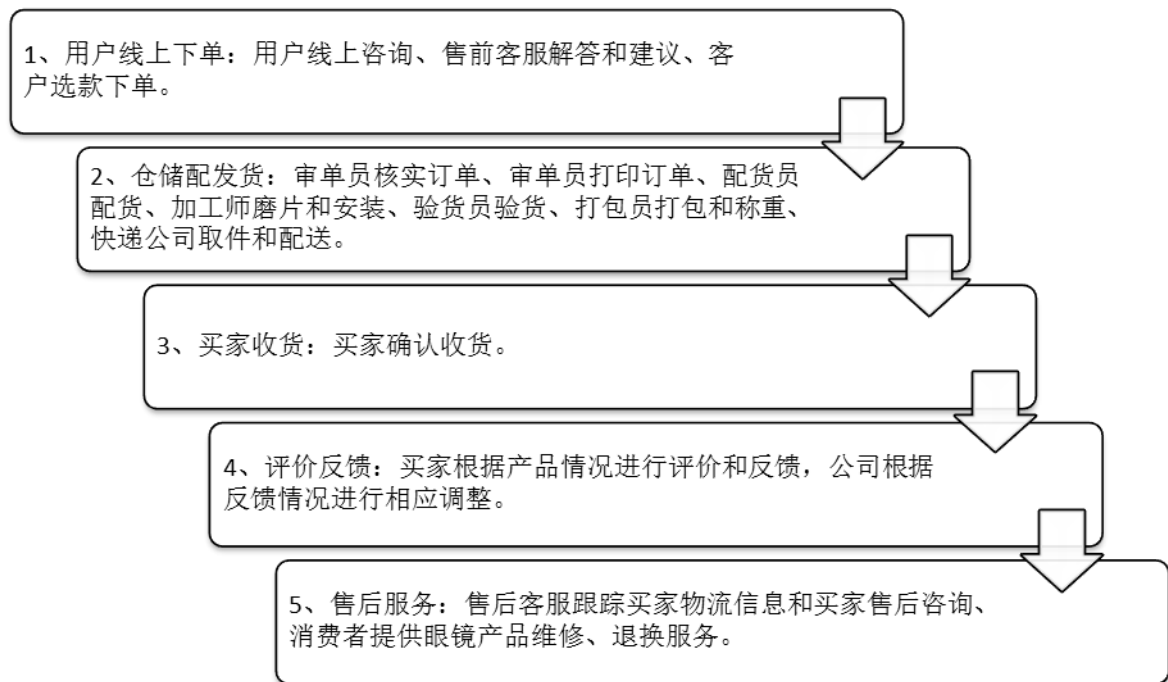 1、用户线上下单：用户线上咨询、售前客服解答和建议、客
户选款下单。
2、仓储配发货：审单员核实订单、审单员打印订单、配货员
配货、加工师磨片和安装、验货员验货、打包员打包和称重、
快递公司取件和配送。
3、买家收货：买家确认收货。
4、评价反馈：买家根据产品情况进行评价和反馈，公司根据
反馈情况进行相应调整。
5、售后服务：售后客服跟踪买家物流信息和买家售后咨询、
消费者提供眼镜产品维修、退换服务。